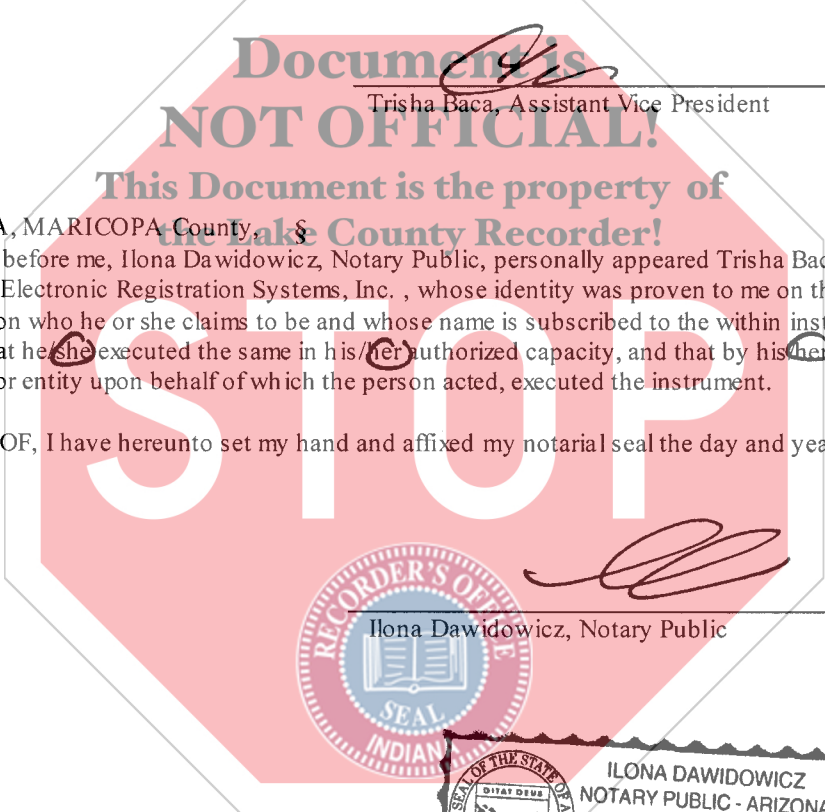 Document is
Trisha Baca, Assistant Vice President
NOT OFFICIAL!
This Document is the property of
A, MARICOPA County, §
the Lake County Recorder!
before me, Ilona Dawidowicz, Notary Public, personally appeared Trisha Bac
Electronic Registration Systems, Inc. , whose identity was proven to me on th
on who he or she claims to be and whose name is subscribed to the within inst
at he/she executed the same in his/her authorized capacity, and that by his/her
or entity upon behalf of which the person acted, executed the instrument.
OF, I have hereunto set my hand and affixed my notarial seal the day and yea
STOP
RECORDER'S OFFICE
Ilona Dawidowicz, Notary Public
SEAL
INDIANA
SEAL OF THE STATE OF A
DITAT DEUS
ILONA DAWIDOWICZ
NOTARY PUBLIC - ARIZONA